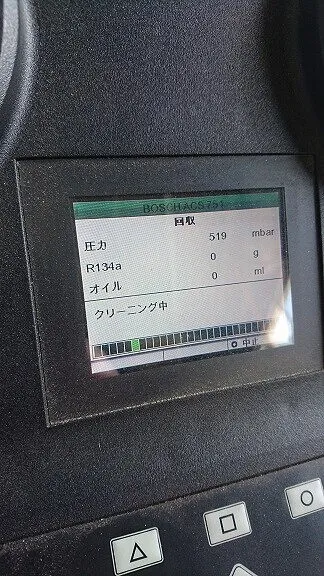 BOSCH ACS 751
回収
圧力 519 mbar
R134a 0 g
オイル 0 ml
クリーニング中
中止